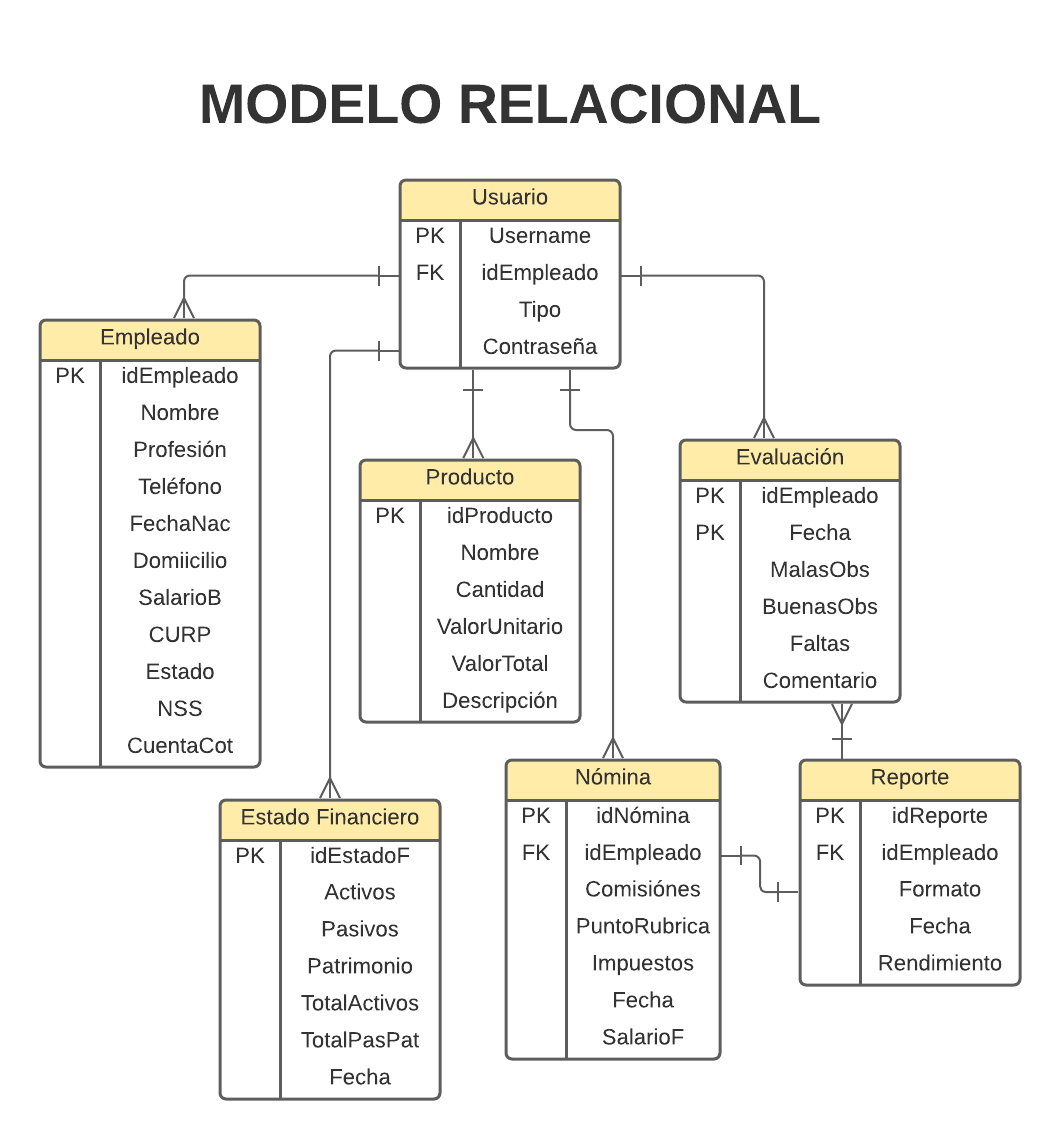 MODELO RELACIONAL
Usuario
PK Username
FK idEmpleado
Tipo
Contraseña
Empleado
PK idEmpleado
Nombre
Profesión
Teléfono
FechaNac
Domiicilio
SalarioB
CURP
Estado
NSS
CuentaCot
Producto
PK idProducto
Nombre
Cantidad
ValorUnitario
ValorTotal
Descripción
Evaluación
PK idEmpleado
PK Fecha
MalasObs
BuenasObs
Faltas
Comentario
Estado Financiero
PK idEstadoF
Activos
Pasivos
Patrimonio
TotalActivos
TotalPasPat
Fecha
Nómina
PK idNómina
FK idEmpleado
Comisiónes
PuntoRubrica
Impuestos
Fecha
SalarioF
Reporte
PK idReporte
FK idEmpleado
Formato
Fecha
Rendimiento